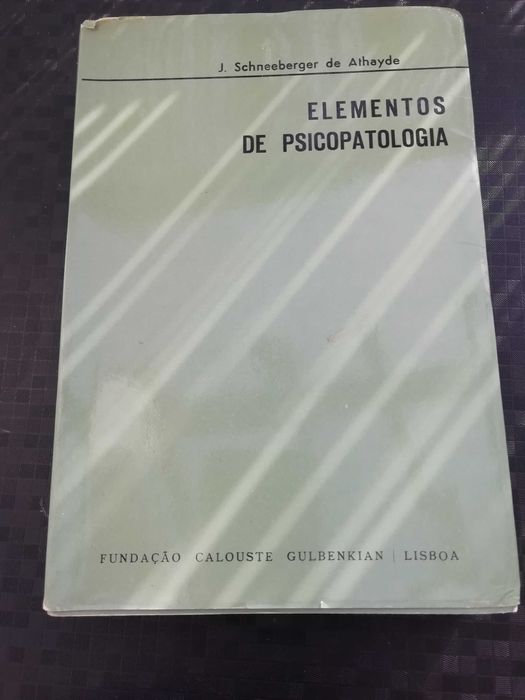 J. Schneeberger de Athayde
ELEMENTOS
DE PSICOPATOLOGIA
FUNDAÇÃO CALOUSTE GULBENKIAN | LISBOA